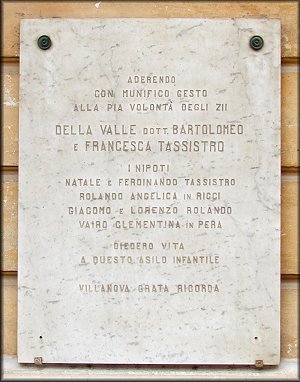 ADERENDO
CON MUNIFICO GESTO
ALLA PIA VOLONTÀ DEGLI ZII
DELLA VALLE DOTT. BARTOLOMEO
E FRANCESCA TASSISTRO
I NIPOTI
NATALE E FERDINANDO TASSISTRO
ROLANDO ANGELICA IN RICCI
GIACOMO E LORENZO ROLANDO
VAIRO CLEMENTINA IN PERA
DIEDERO VITA
A QUESTO ASILO INFANTILE
VILLANOVA GRATA RICORDA